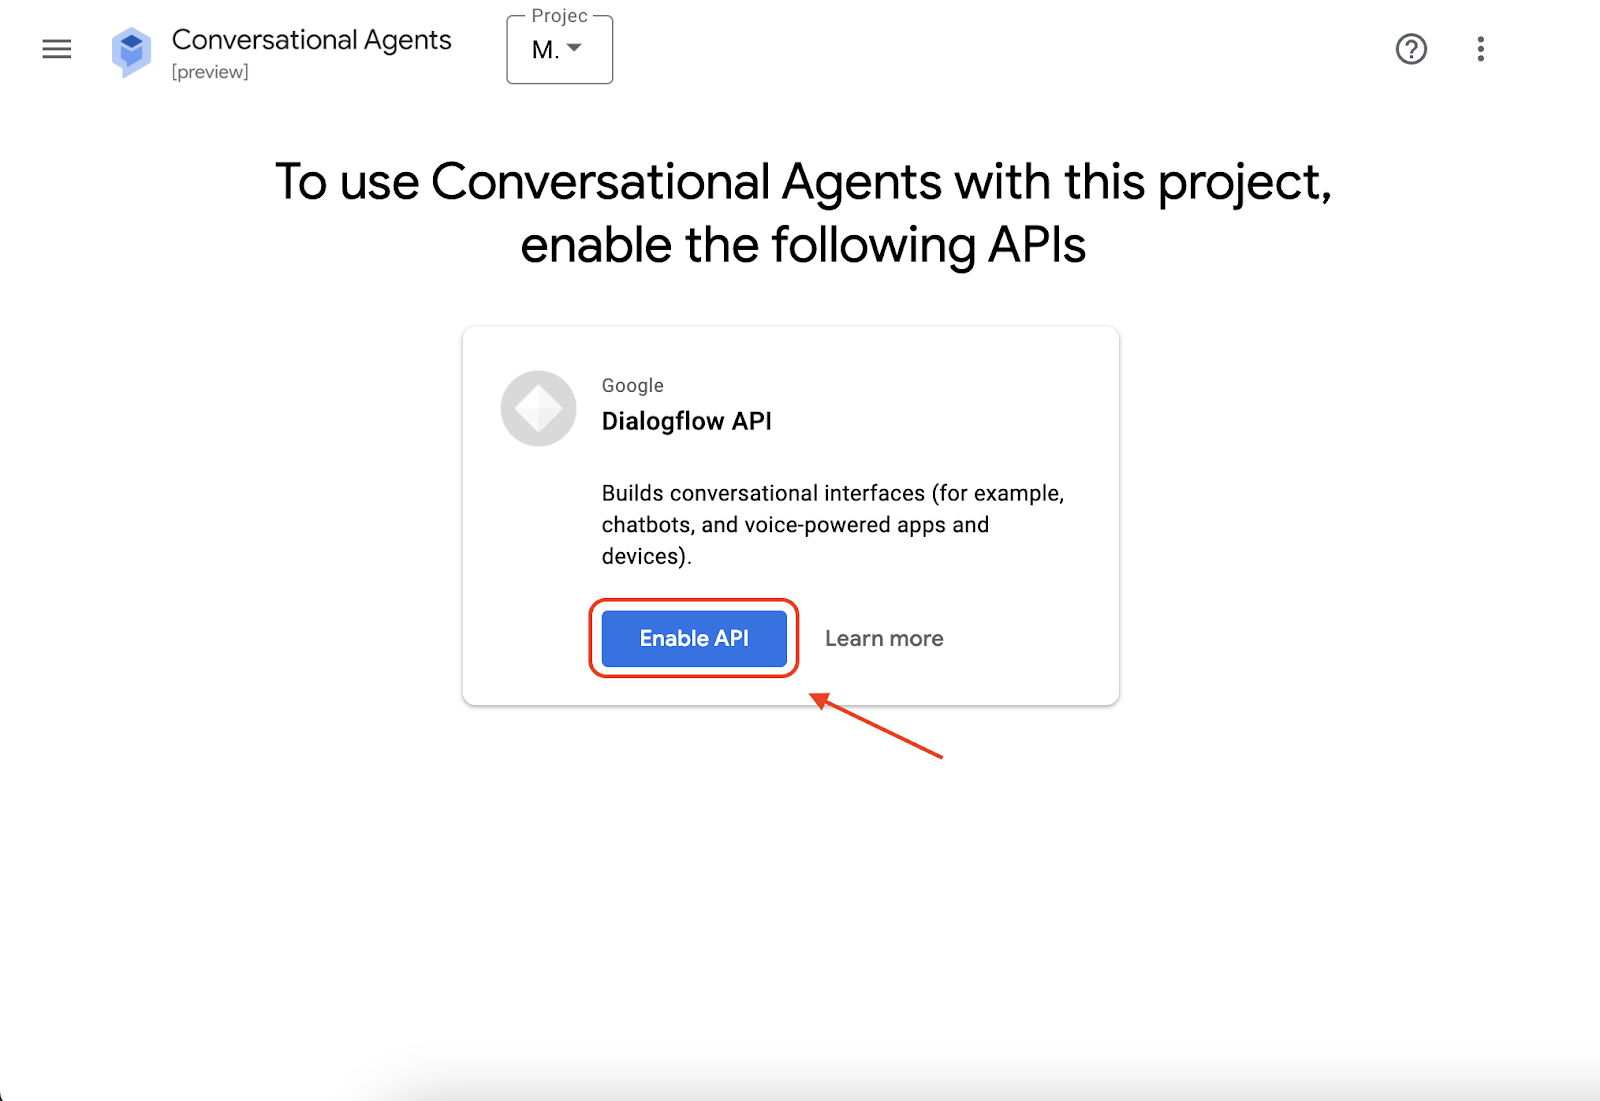 Conversational Agents
[preview]
Projec
M.
To use Conversational Agents with this project,
enable the following APIs
Google
Dialogflow API
Builds conversational interfaces (for example,
chatbots, and voice-powered apps and
devices).
Enable API
Learn more